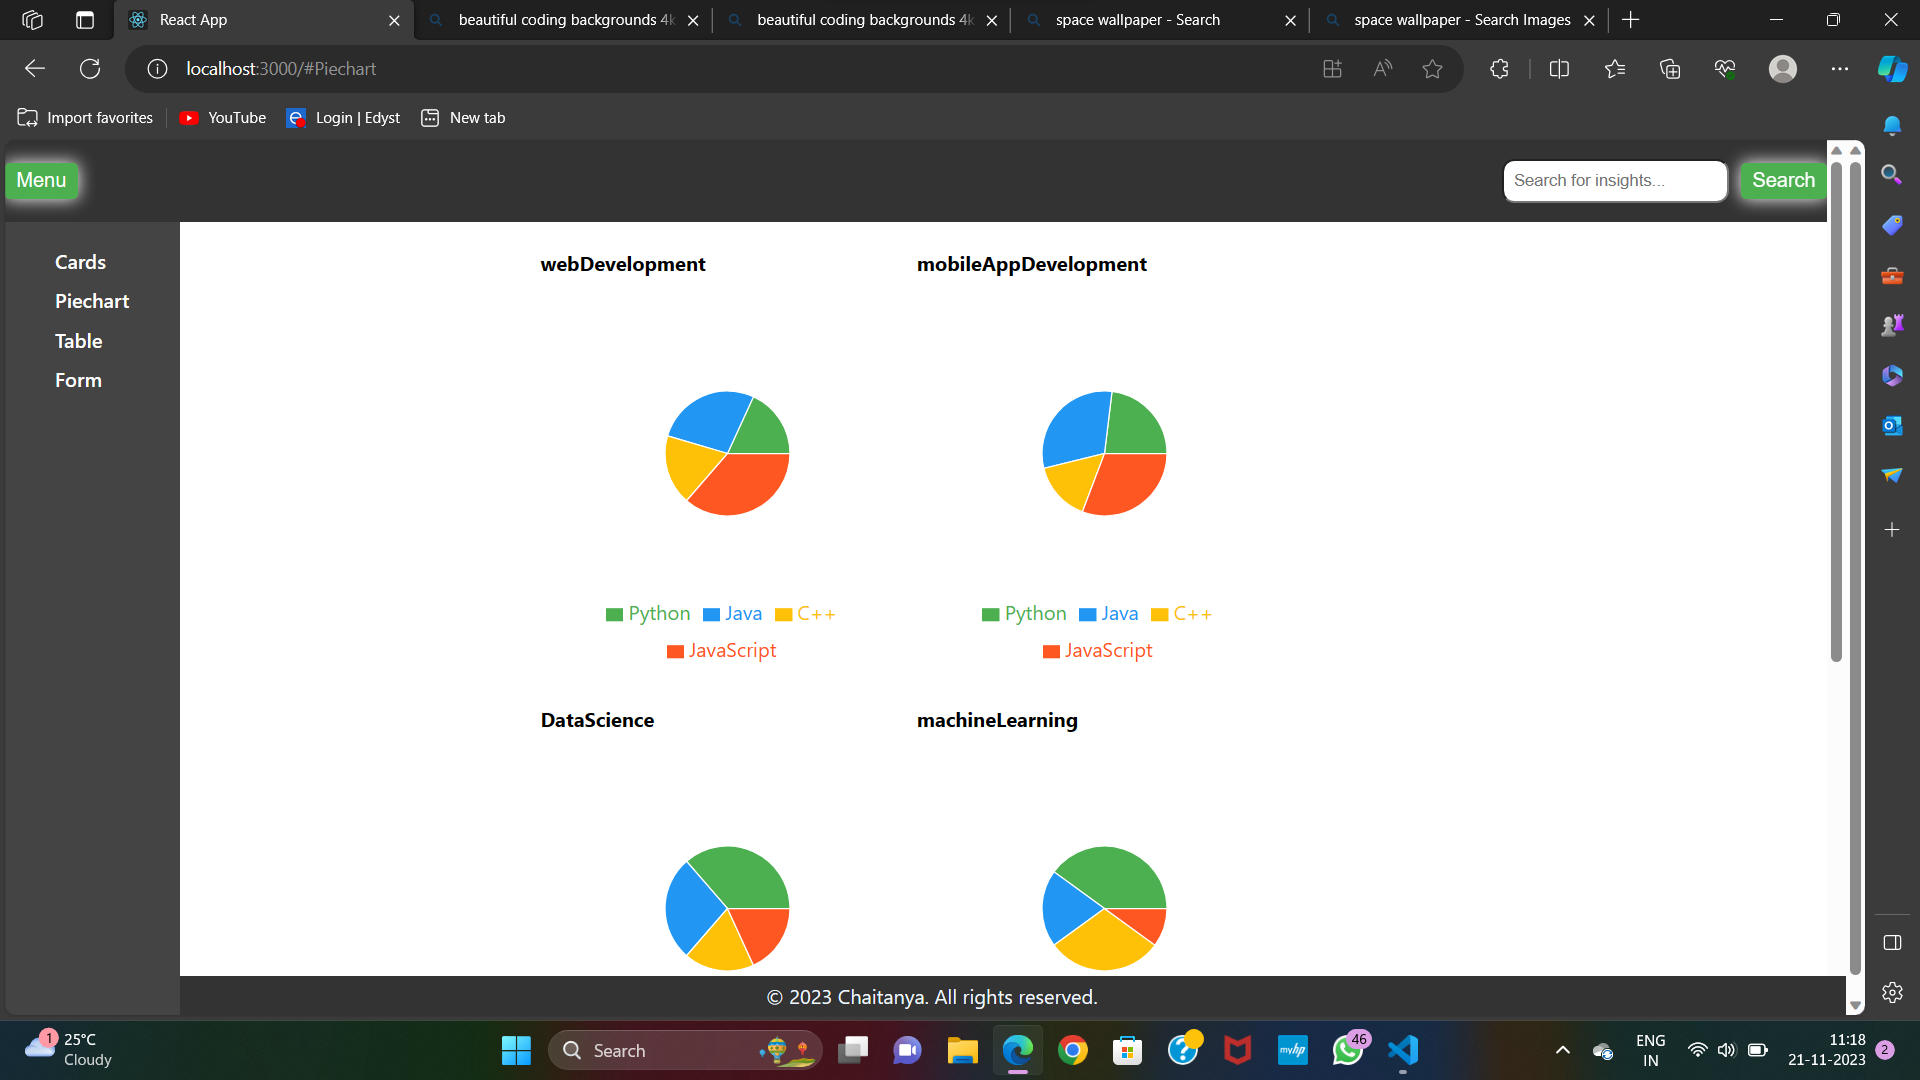 React App
beautiful coding backgrounds 4k
beautiful coding backgrounds 4k
space wallpaper - Search
space wallpaper - Search Images
localhost:3000/#Piechart
Import favorites
YouTube
Login | Edyst
New tab
Menu
Search for insights...
Search
Cards
Piechart
Table
Form
webDevelopment
mobileAppDevelopment
Python Java C++
JavaScript
Python Java C++
JavaScript
DataScience
machineLearning
© 2023 Chaitanya. All rights reserved.
1
25°C
Cloudy
Search
myhp
46
ENG
IN
11:18
21-11-2023
2